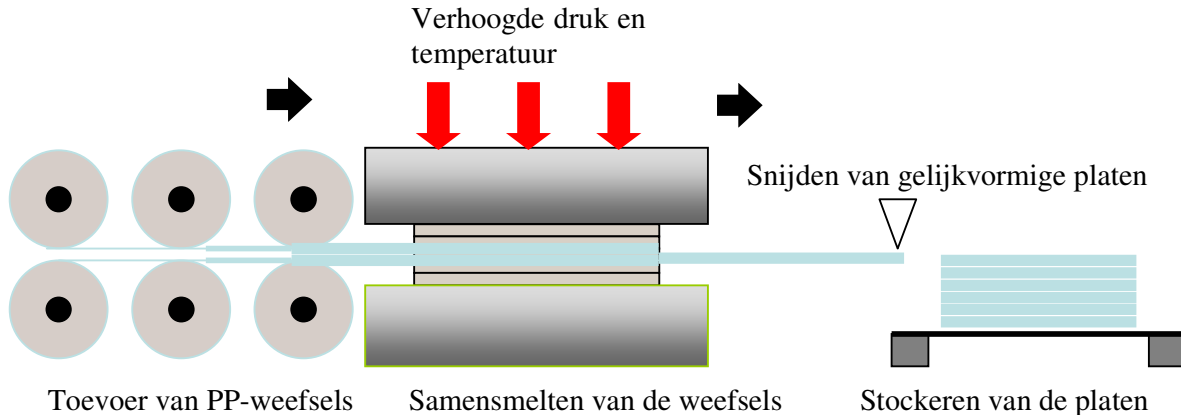 Verhoogde druk en
temperatuur
Snijden van gelijkvormige platen
Toevoer van PP-weefsels
Samensmelten van de weefsels
Stockeren van de platen